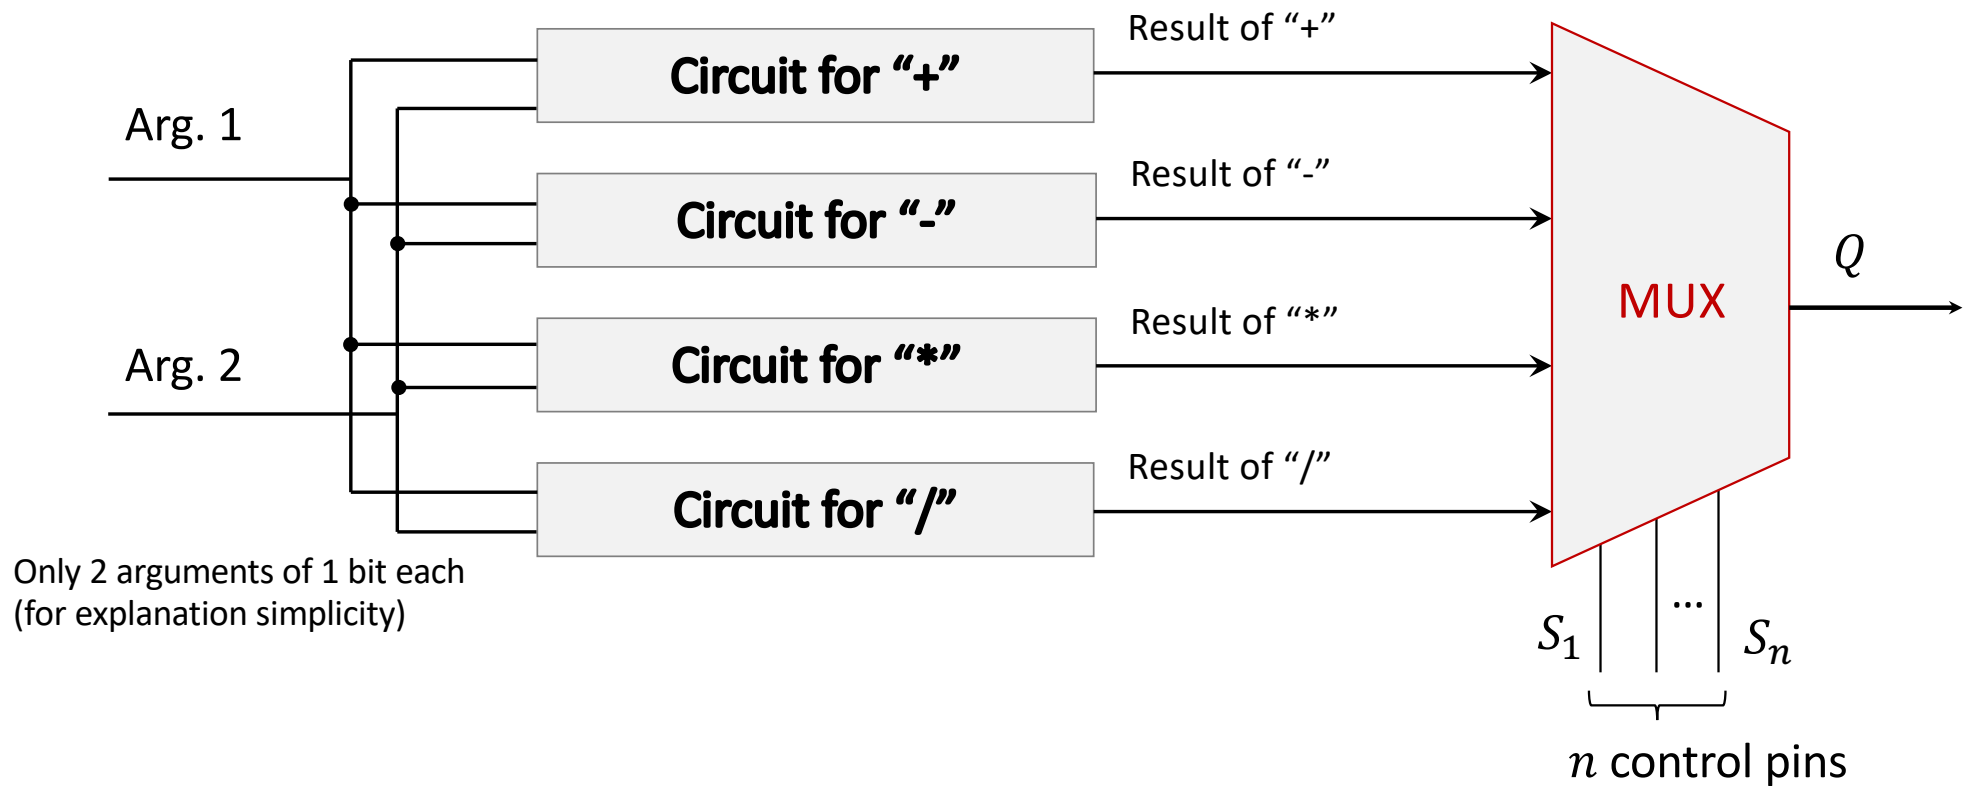 Result of “+”
Circuit for “+”
Arg. 1
Result of “-”
Circuit for “-”
Q
MUX
Result of “*”
Circuit for “*”
Arg. 2
Result of “/”
Circuit for “/”
Only 2 arguments of 1 bit each
(for explanation simplicity)
...
S₁
Sₙ
n control pins